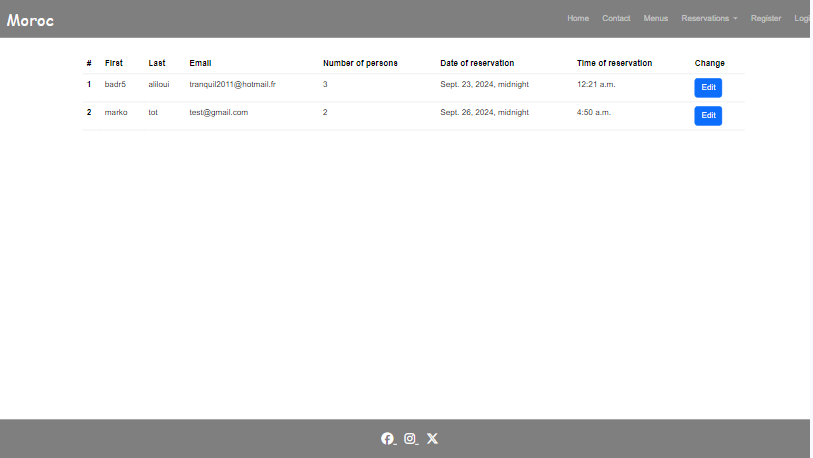 Moroc
Home Contact Menus Reservations Register Logi
# First Last Email Number of persons Date of reservation Time of reservation Change
1 badr5 aliloui tranquil2011@hotmail.fr 3 Sept. 23, 2024, midnight 12:21 a.m. Edit
2 marko tot test@gmail.com 2 Sept. 26, 2024, midnight 4:50 a.m. Edit